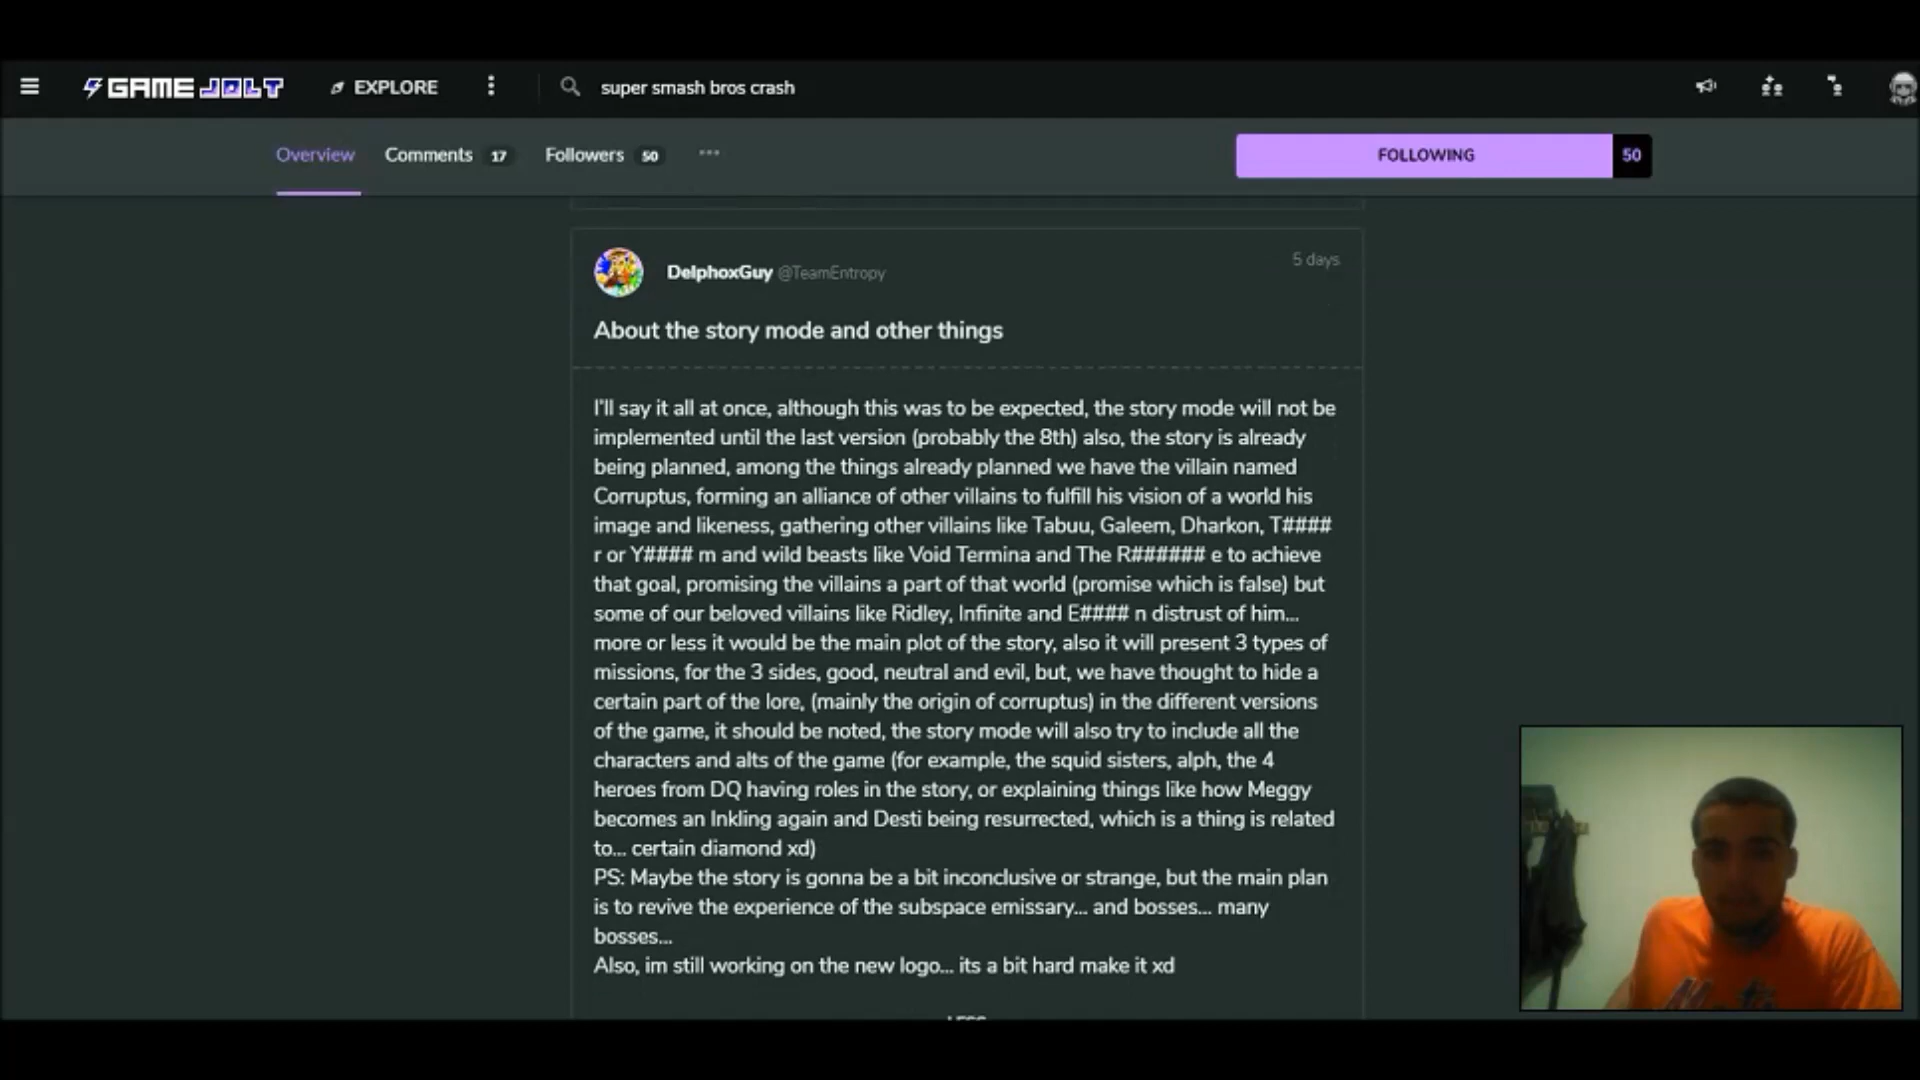 GAME JOLT EXPLORE super smash bros crash
Overview Comments 17 Followers 50 FOLLOWING 50
DelphoxGuy @TeamEntropy 5 days
About the story mode and other things
I'll say it all at once, although this was to be expected, the story mode will not be
implemented until the last version (probably the 8th) also, the story is already
being planned, among the things already planned we have the villain named
Corruptus, forming an alliance of other villains to fulfill his vision of a world his
image and likeness, gathering other villains like Tabuu, Galeem, Dharkon, T####
r or Y#### m and wild beasts like Void Termina and The R###### e to achieve
that goal, promising the villains a part of that world (promise which is false) but
some of our beloved villains like Ridley, Infinite and E#### n distrust of him...
more or less it would be the main plot of the story, also it will present 3 types of
missions, for the 3 sides, good, neutral and evil, but, we have thought to hide a
certain part of the lore, (mainly the origin of corruptus) in the different versions
of the game, it should be noted, the story mode will also try to include all the
characters and alts of the game (for example, the squid sisters, alph, the 4
heroes from DQ having roles in the story, or explaining things like how Meggy
becomes an Inkling again and Desti being resurrected, which is a thing is related
to... certain diamond xd)
PS: Maybe the story is gonna be a bit inconclusive or strange, but the main plan
is to revive the experience of the subspace emissary... and bosses... many
bosses...
Also, im still working on the new logo... its a bit hard make it xd
LESS